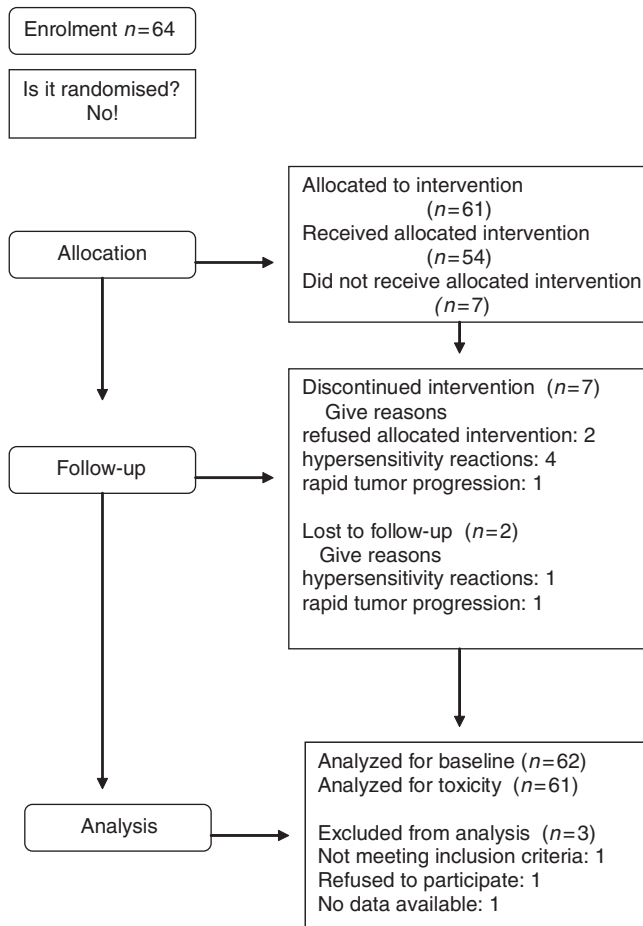 Enrolment n=64
Is it randomised?
No!
Allocation
Allocated to intervention
(n=61)
Received allocated intervention
(n=54)
Did not receive allocated intervention
(n=7)
Follow-up
Discontinued intervention (n=7)
Give reasons
refused allocated intervention: 2
hypersensitivity reactions: 4
rapid tumor progression: 1
Lost to follow-up (n=2)
Give reasons
hypersensitivity reactions: 1
rapid tumor progression: 1
Analysis
Analyzed for baseline (n=62)
Analyzed for toxicity (n=61)
Excluded from analysis (n=3)
Not meeting inclusion criteria: 1
Refused to participate: 1
No data available: 1